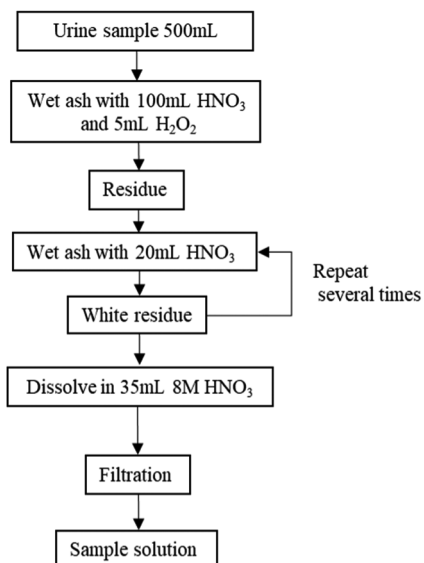 Urine sample 500mL
Wet ash with 100mL HNO₃
and 5mL H₂O₂
Residue
Wet ash with 20mL HNO₃
Repeat
several times
White residue
Dissolve in 35mL 8M HNO₃
Filtration
Sample solution